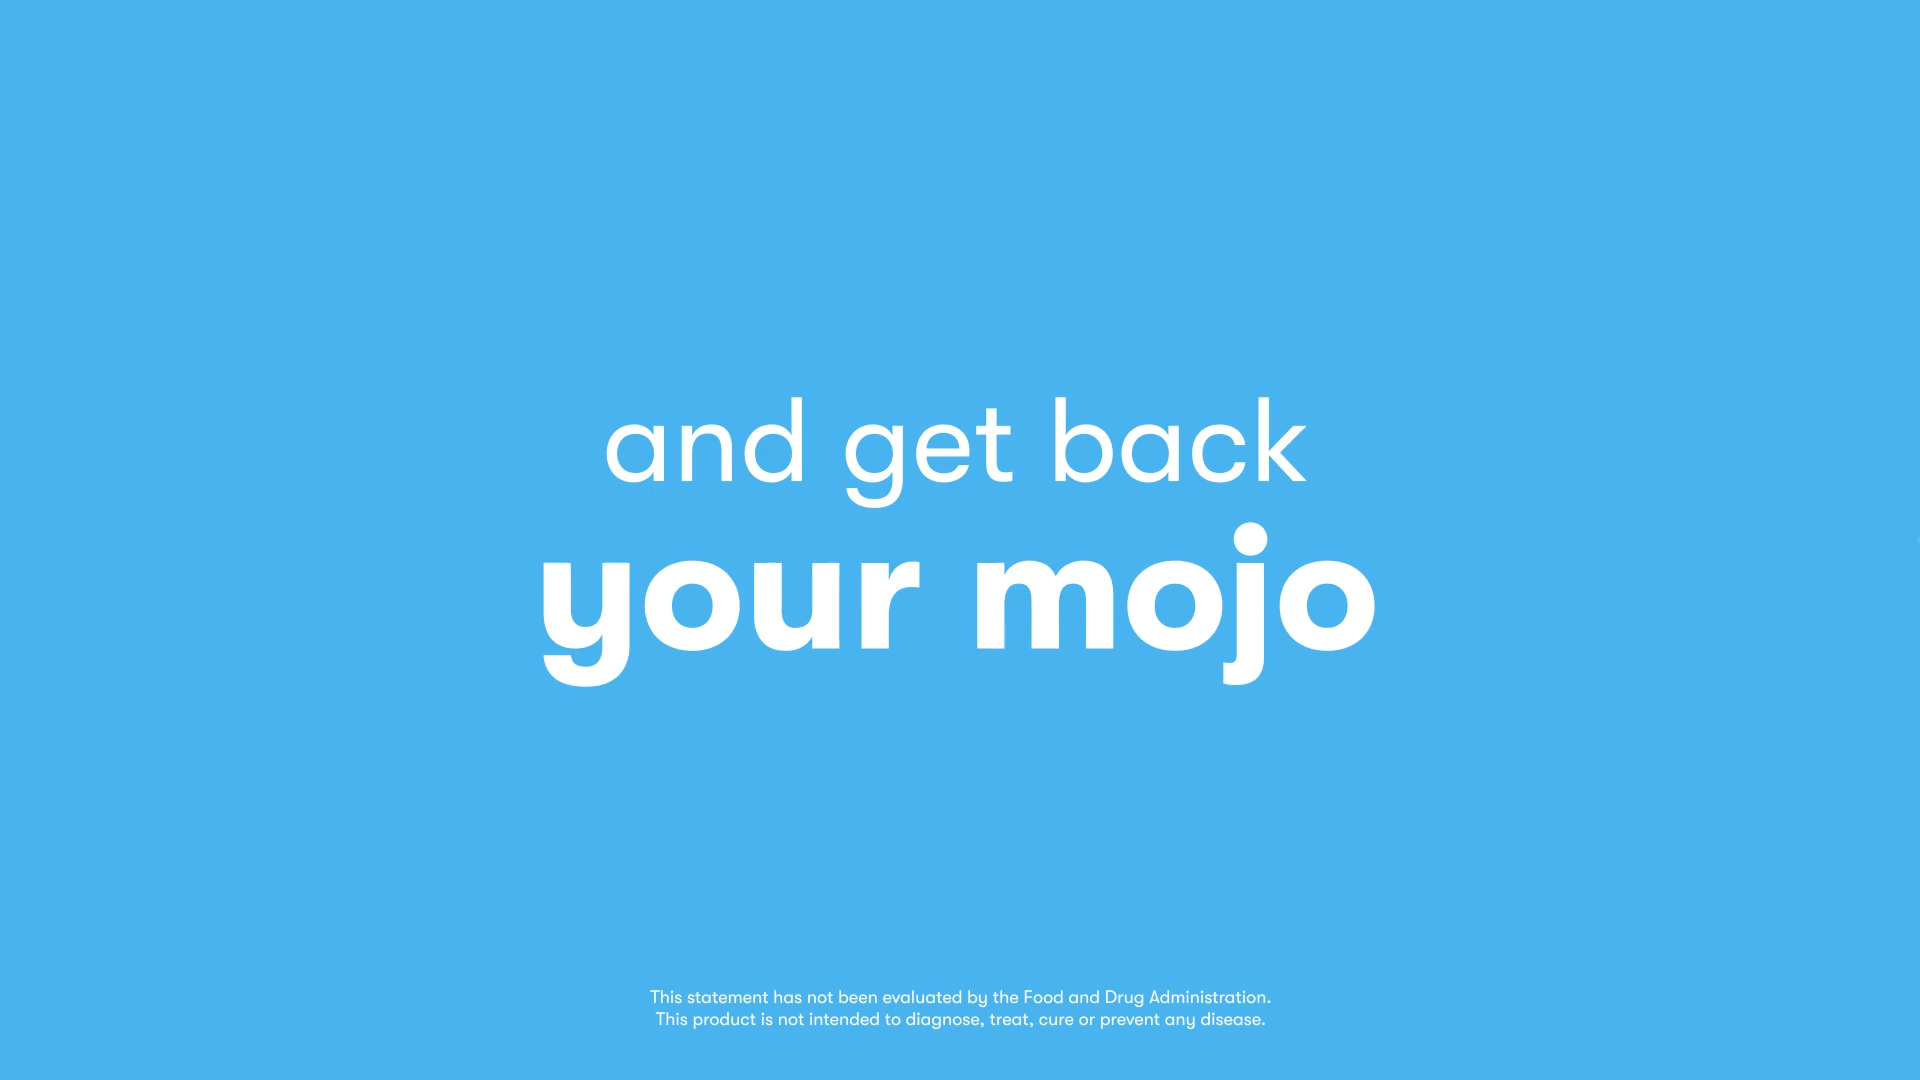 and get back
your mojo
This statement has not been evaluated by the Food and Drug Administration.
This product is not intended to diagnose, treat, cure or prevent any disease.